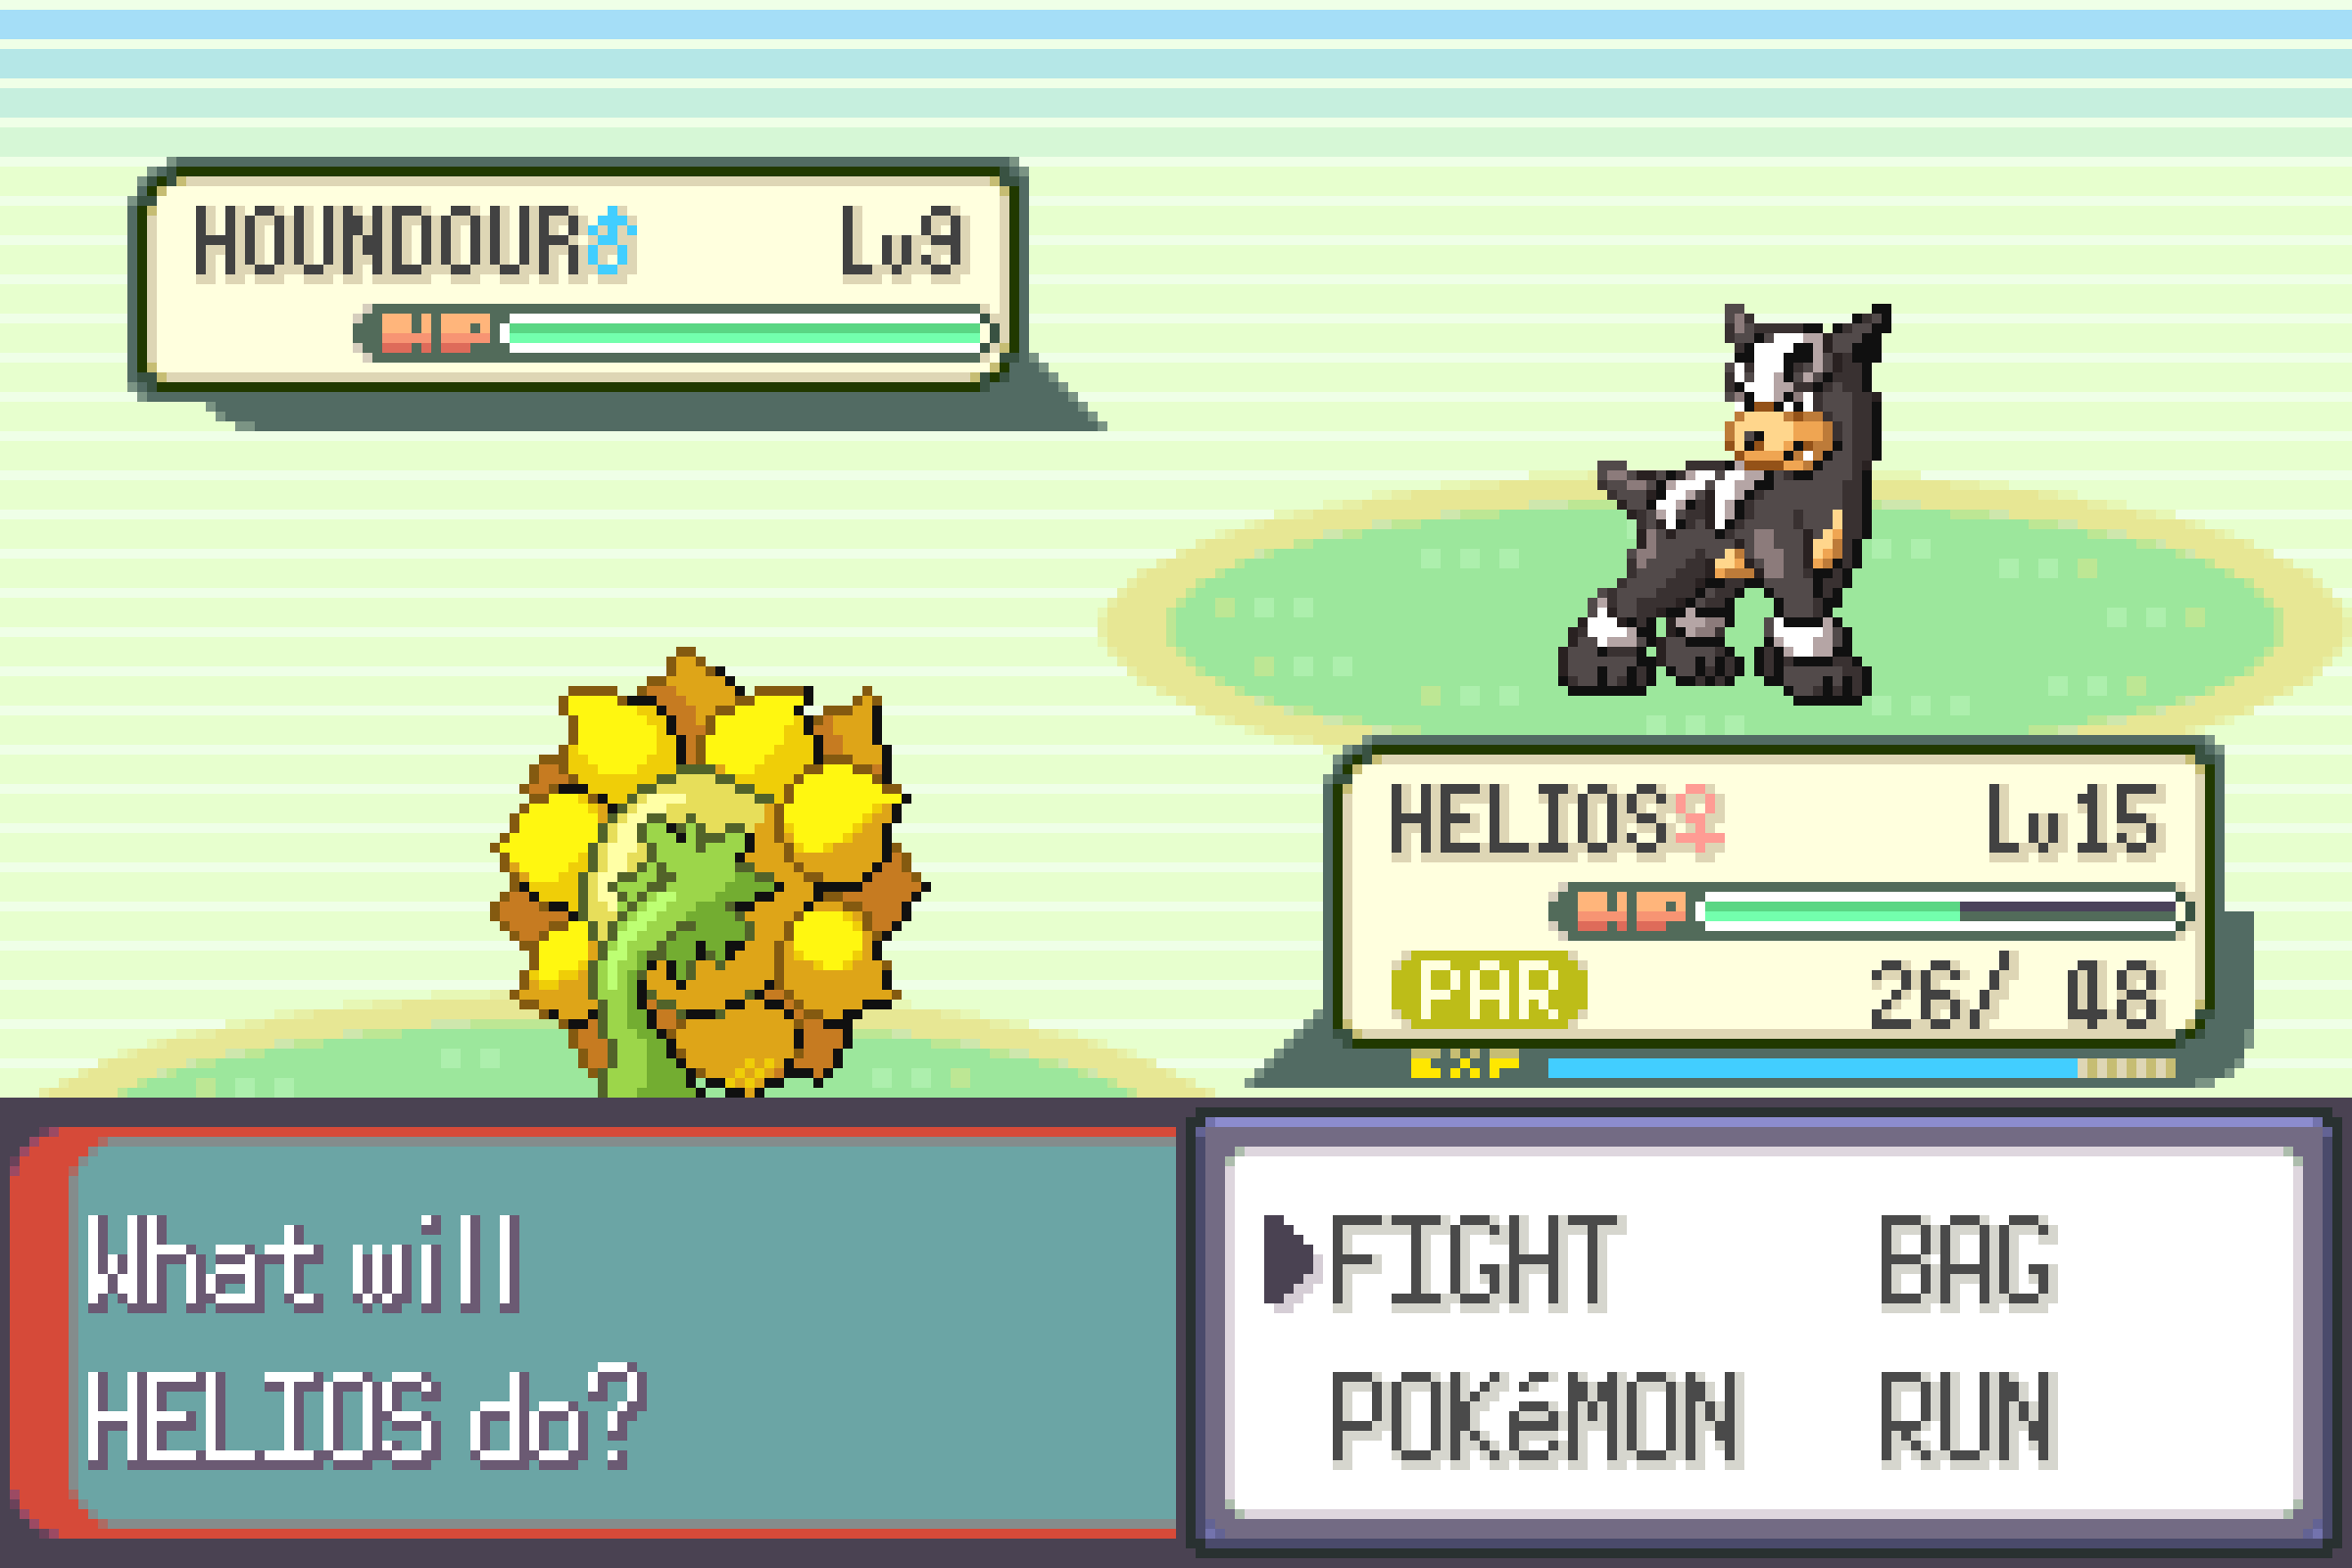 HOUNDOUR♂ Lv9
HP
HELIOS♀ Lv15
HP
PAR 26/ 48
EXP
What will
HELIOS do?
FIGHT BAG
POKéMON RUN